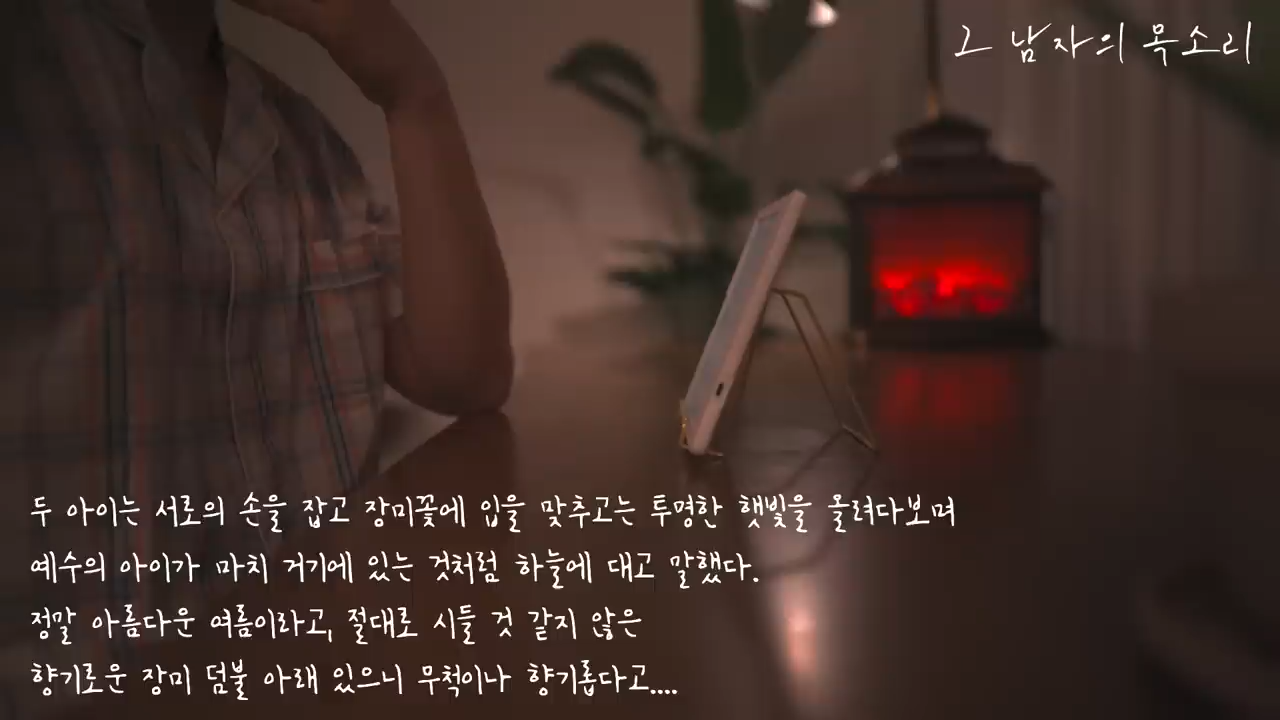 그 남자의 목소리
두 아이는 서로의 손을 잡고 장미꽃에 입을 맞추고는 투명한 햇빛을 올려다보며
예수의 아이가 마치 거기에 있는 것처럼 하늘에 대고 말했다.
정말 아름다운 여름이라고, 절대로 시들 것 같지 않은
향기로운 장미 덤불 아래 있으니 무척이나 향기롭다고....